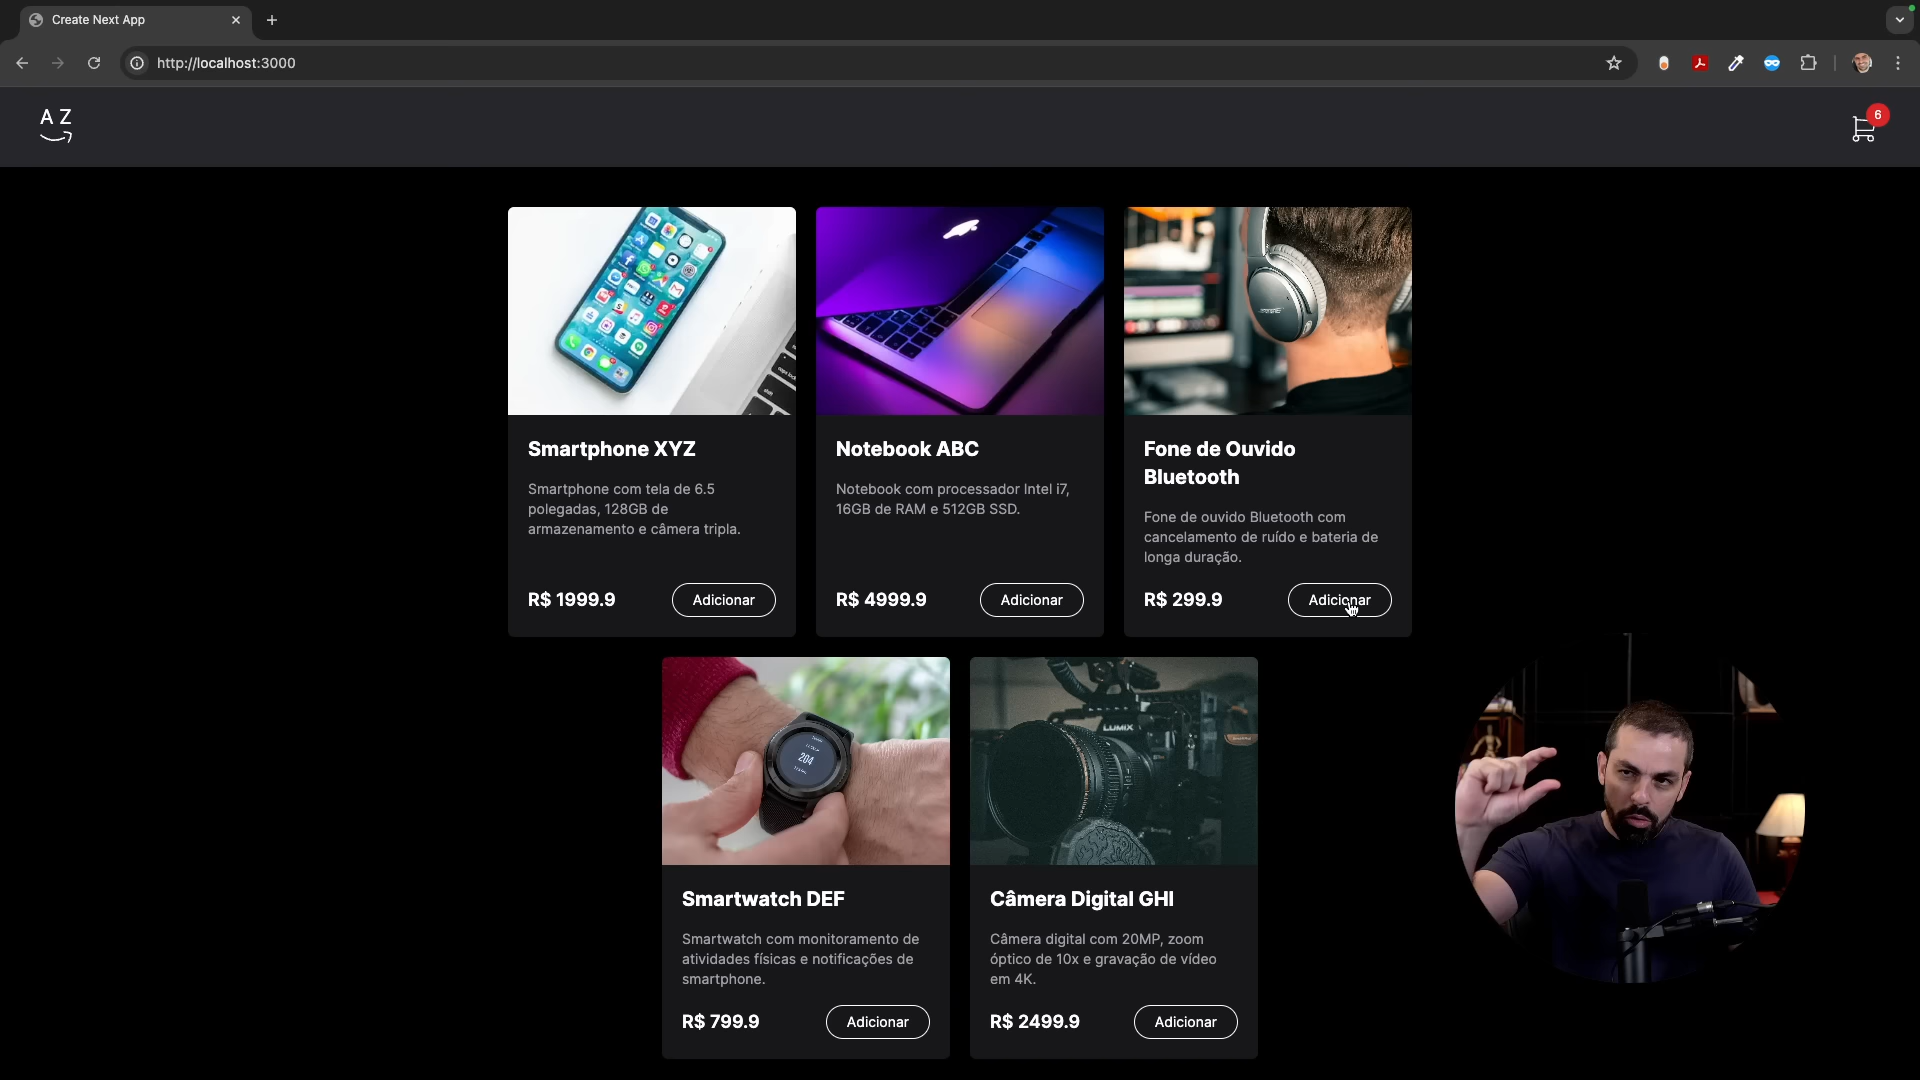 Create Next App
http://localhost:3000
A Z
6
Smartphone XYZ
Smartphone com tela de 6.5
polegadas, 128GB de
armazenamento e câmera tripla.
R$ 1999.9
Adicionar
Notebook ABC
Notebook com processador Intel i7,
16GB de RAM e 512GB SSD.
R$ 4999.9
Adicionar
Fone de Ouvido
Bluetooth
Fone de ouvido Bluetooth com
cancelamento de ruído e bateria de
longa duração.
R$ 299.9
Adicionar
204
LUMIX
Smartwatch DEF
Smartwatch com monitoramento de
atividades físicas e notificações de
smartphone.
R$ 799.9
Adicionar
Câmera Digital GHI
Câmera digital com 20MP, zoom
óptico de 10x e gravação de vídeo
em 4K.
R$ 2499.9
Adicionar